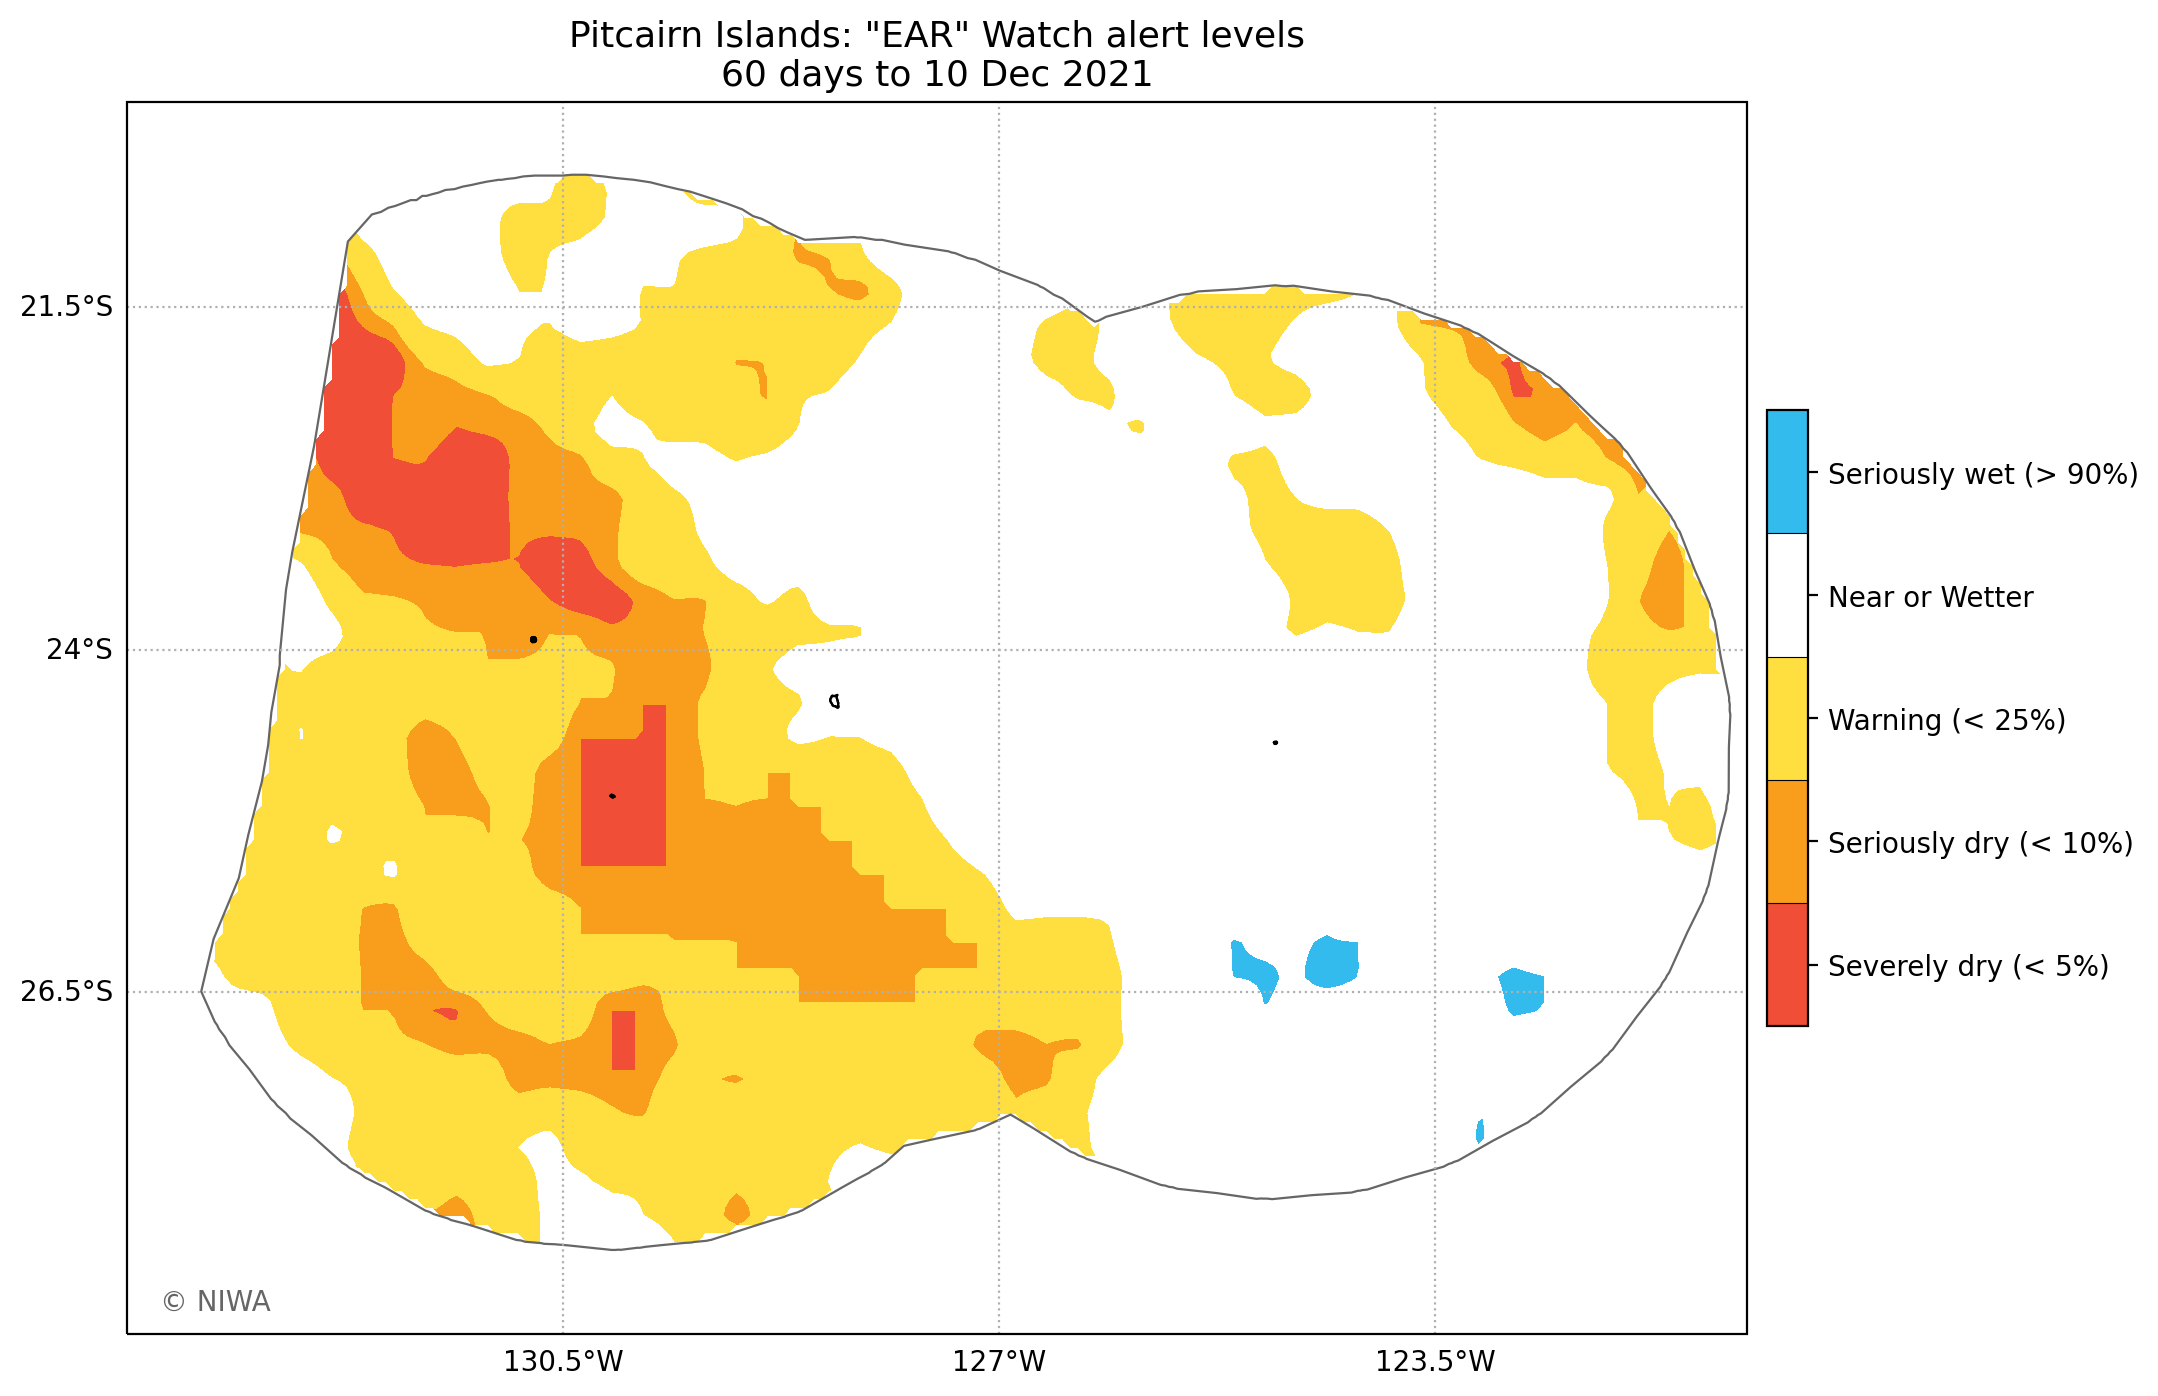 Pitcairn Islands: "EAR" Watch alert levels
60 days to 10 Dec 2021
21.5°S
24°S
26.5°S
130.5°W
127°W
123.5°W
Seriously wet (> 90%)
Near or Wetter
Warning (< 25%)
Seriously dry (< 10%)
Severely dry (< 5%)
© NIWA